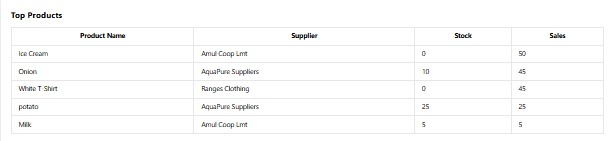 Top Products
Product Name Supplier Stock Sales
Ice Cream Amul Coop Lmt 0 50
Onion AquaPure Suppliers 10 45
White T Shirt Ranges Clothing 0 45
potato AquaPure Suppliers 25 25
Milk Amul Coop Lmt 5 5